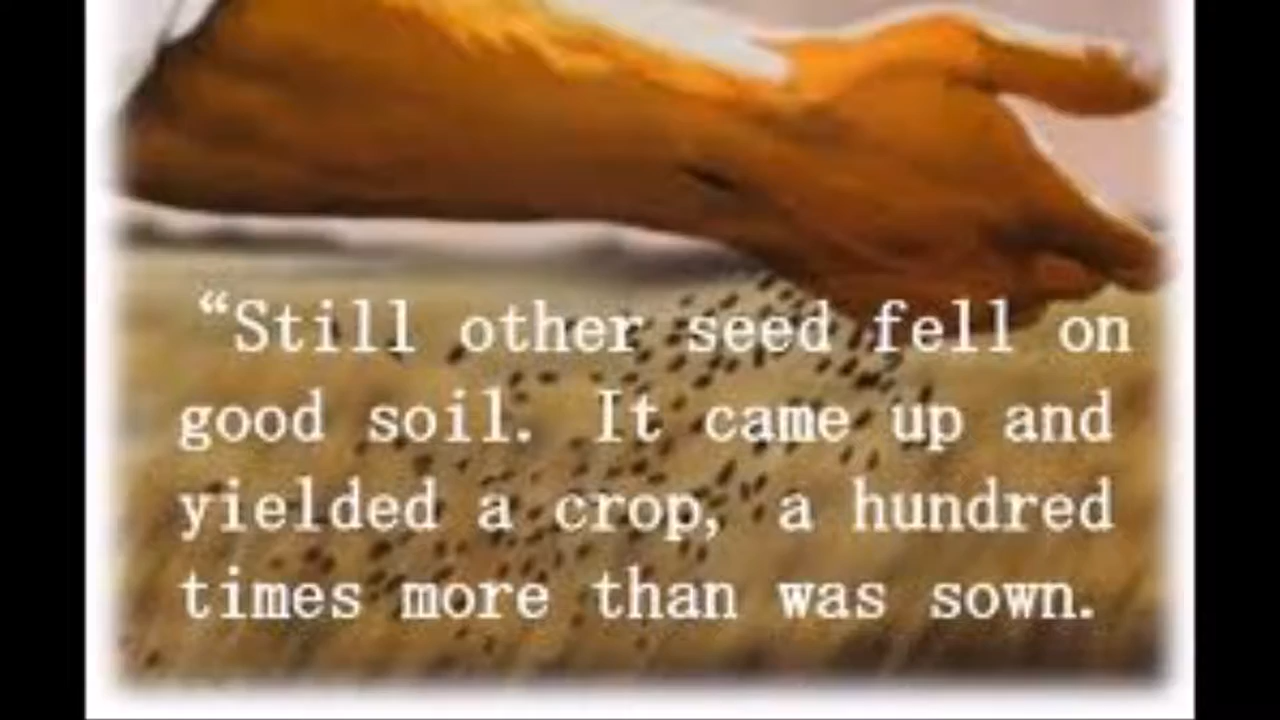 “Still other seed fell on
good soil. It came up and
yielded a crop, a hundred
times more than was sown.